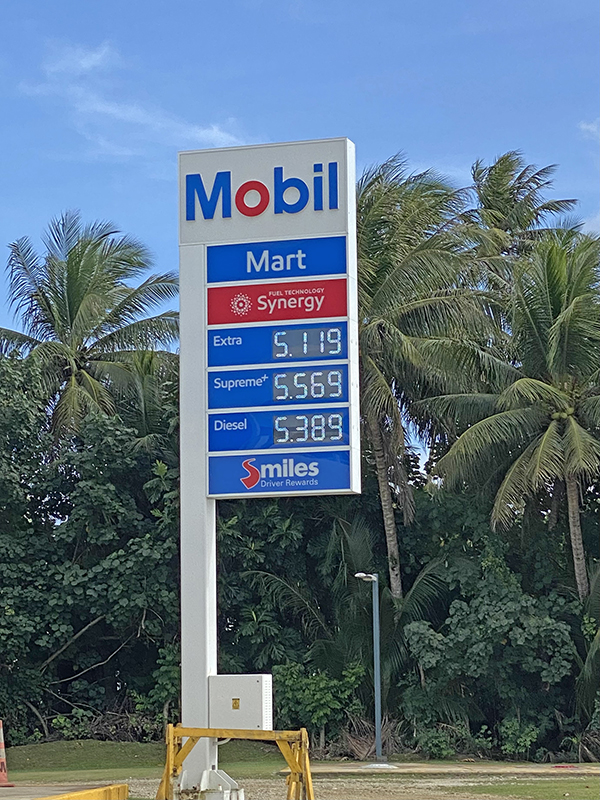 Mobil
Mart
FUEL TECHNOLOGY
Synergy
Extra 5.119
Supreme+ 5.569
Diesel 5.389
Smiles
Driver Rewards